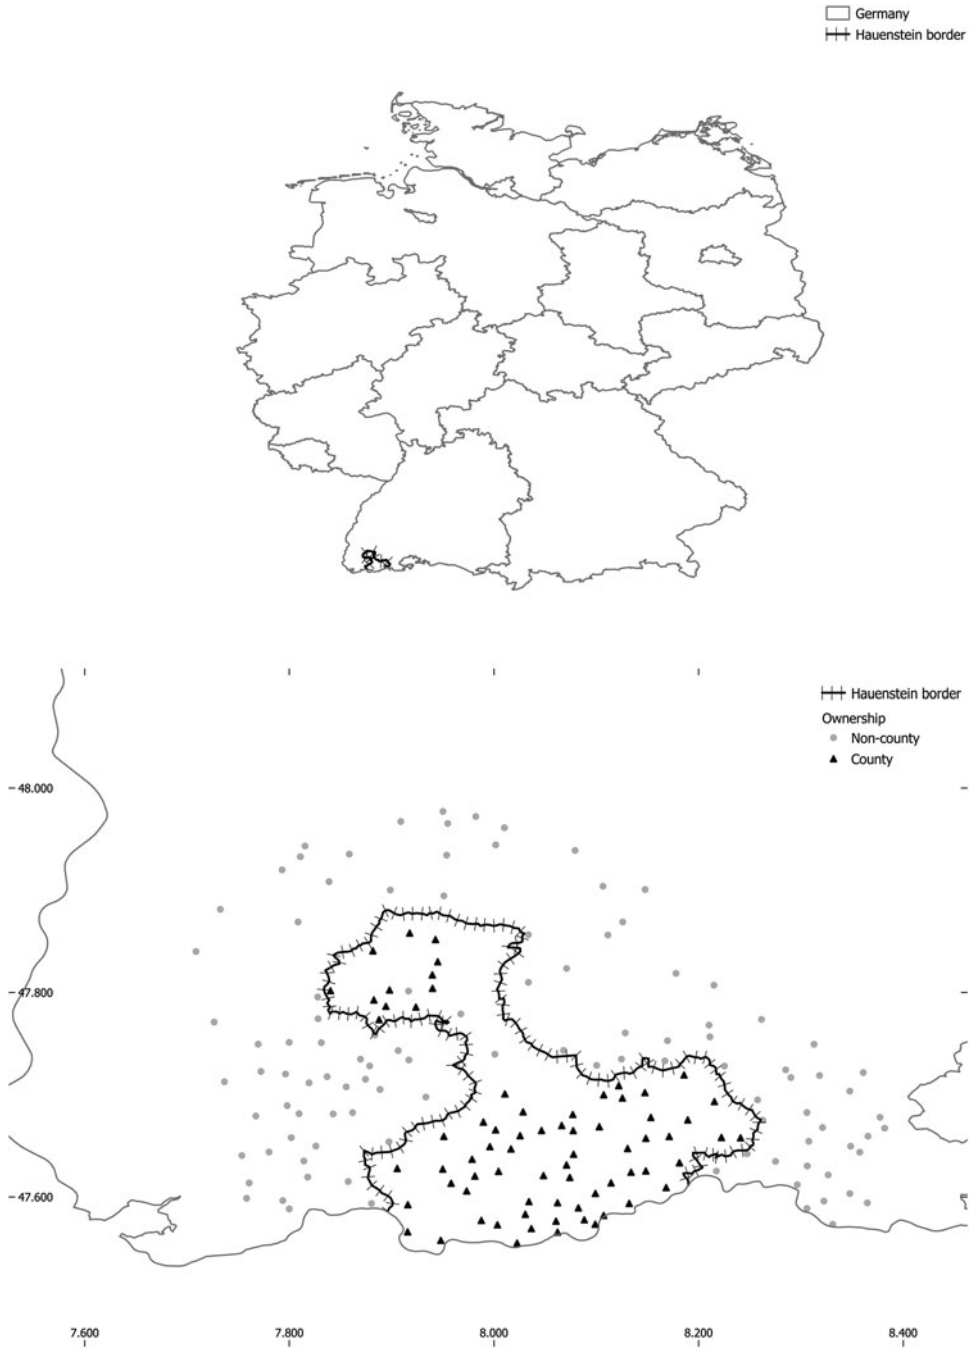 Germany
Hauenstein border
Hauenstein border
Ownership
Non-county
County
48.000
47.800
47.600
7.600
7.800
8.000
8.200
8.400